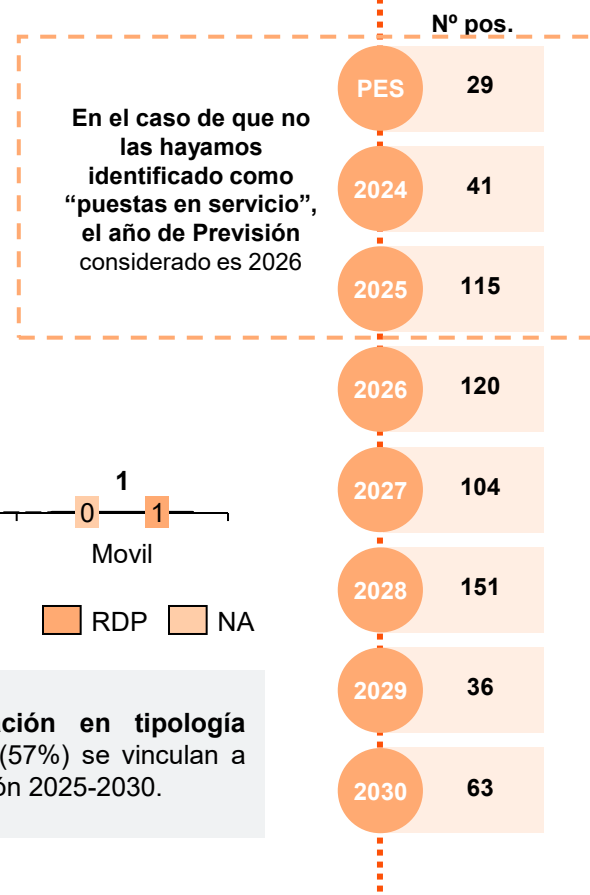 Nº pos.
PES 29
En el caso de que no
las hayamos
identificado como
“puestas en servicio”,
el año de Previsión
considerado es 2026
2024 41
2025 115
2026 120
2027 104
2028 151
2029 36
2030 63
1
0 1
Movil
RDP NA
en tipología
(57%) se vinculan a
2025-2030.